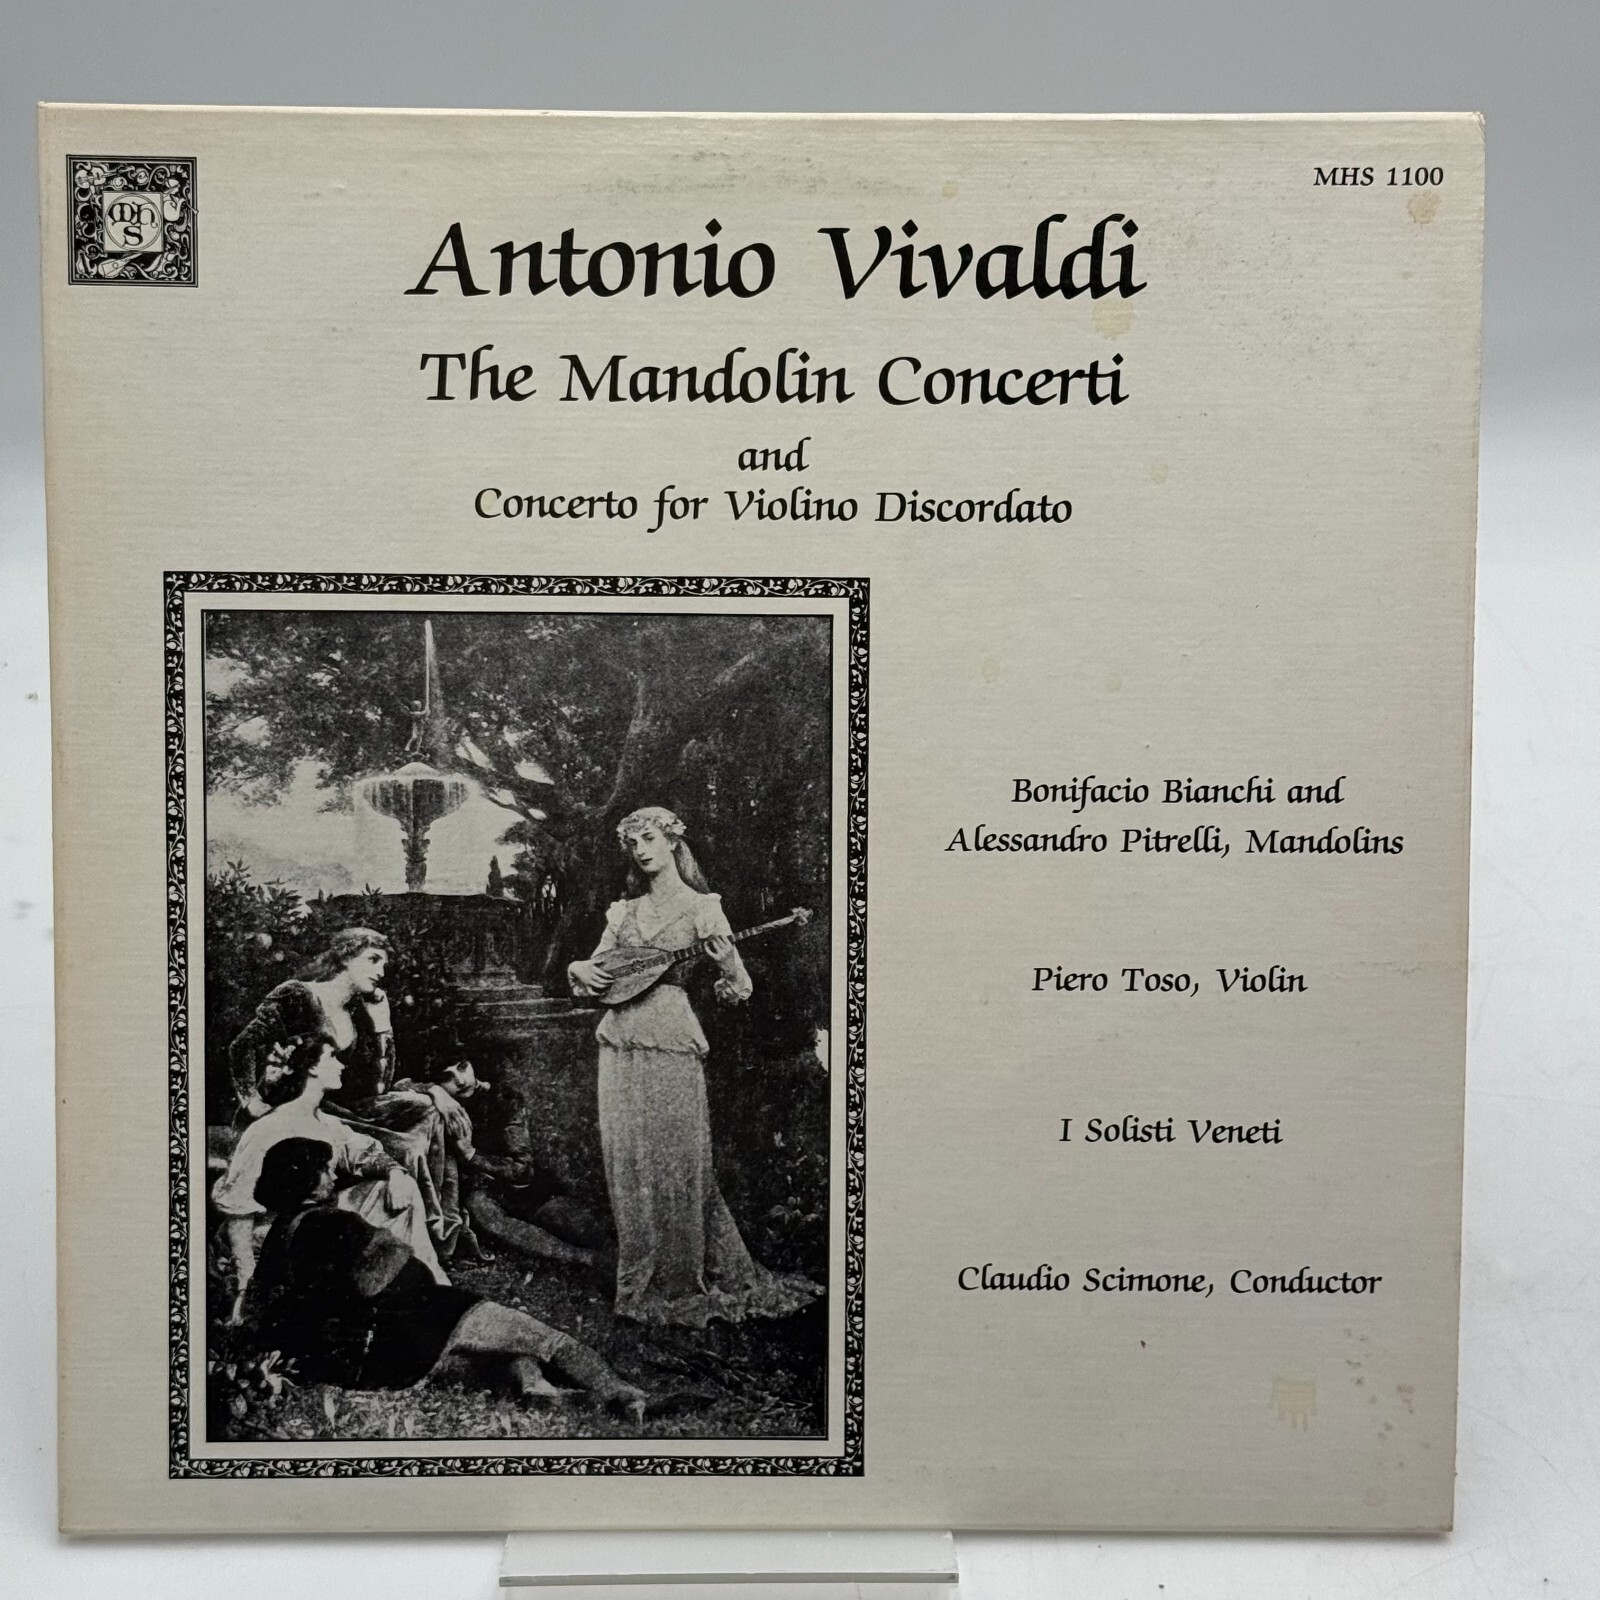 MHS
MHS 1100
Antonio Vivaldi
The Mandolin Concerti
and
Concerto for Violino Discordato
Bonifacio Bianchi and
Alessandro Pitrelli, Mandolins
Piero Toso, Violin
I Solisti Veneti
Claudio Scimone, Conductor